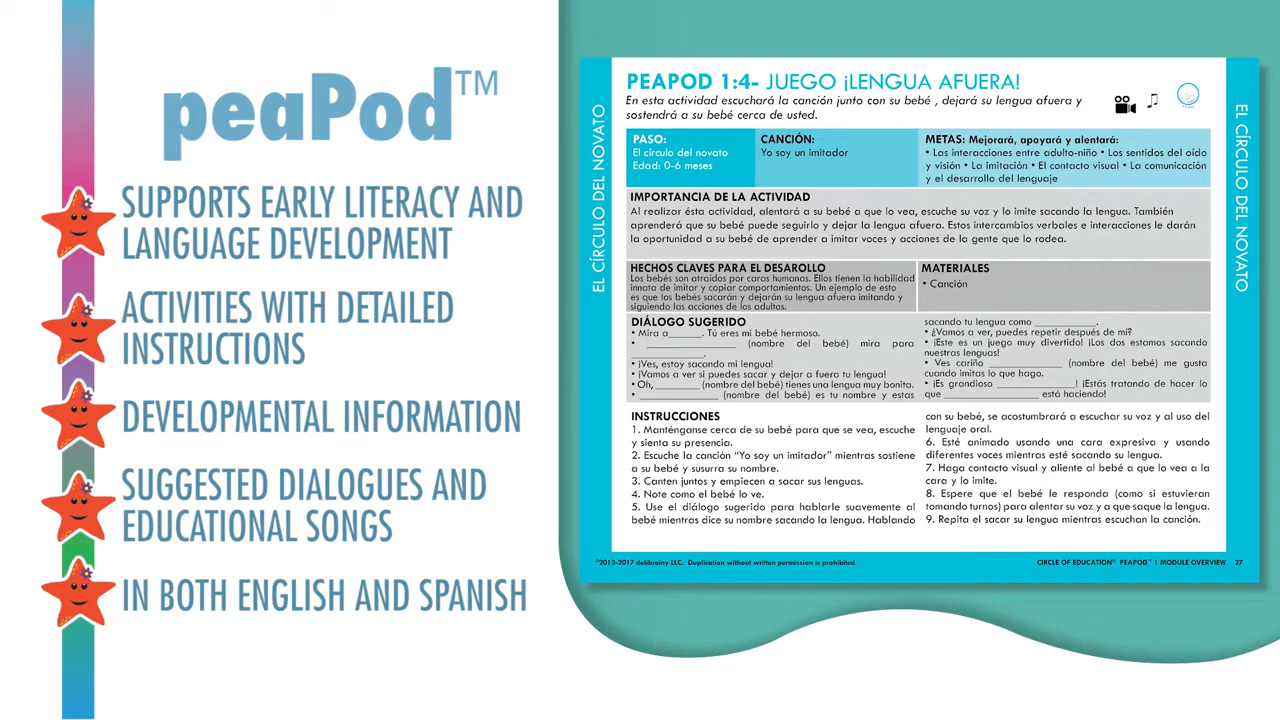 peaPod™
SUPPORTS EARLY LITERACY AND
LANGUAGE DEVELOPMENT
ACTIVITIES WITH DETAILED
INSTRUCTIONS
DEVELOPMENTAL INFORMATION
SUGGESTED DIALOGUES AND
EDUCATIONAL SONGS
IN BOTH ENGLISH AND SPANISH
EL CÍRCULO DEL NOVATO
PEAPOD 1:4- JUEGO ¡LENGUA AFUERA!
En esta actividad escuchará la canción junto con su bebé , dejará su lengua afuera y
sostendrá a su bebé cerca de usted.
PASO:
El círculo del novato
Edad: 0-6 meses
CANCIÓN:
Yo soy un imitador
METAS: Mejorará, apoyará y alentará:
• Las interacciones entre adulto-niño • Los sentidos del oído
y visión • La imitación • El contacto visual • La comunicación
y el desarrollo del lenguaje
IMPORTANCIA DE LA ACTIVIDAD
Al realizar ésta actividad, alentará a su bebé a que lo vea, escuche su voz y lo imite sacando la lengua. También
aprenderá que su bebé puede seguirlo y dejar la lengua afuera. Estos intercambios verbales e interacciones le darán
la oportunidad a su bebé de aprender a imitar voces y acciones de la gente que lo rodea.
HECHOS CLAVES PARA EL DESAROLLO
Los bebés son atraídos por caras humanas. Ellos tienen la habilidad
innata de imitar y copiar comportamientos. Un ejemplo de esto
es que los bebés sacarán y dejarán su lengua afuera imitando y
siguiendo las acciones de los adultos.
MATERIALES
• Canción
DIÁLOGO SUGERIDO
• Mira a______. Tú eres mi bebé hermoso.
• ________________ (nombre del bebé) mira para
_____________.
• ¡Ves, estoy sacando mi lengua!
• ¡Vamos a ver si puedes sacar y dejar a fuera tu lengua!
• Oh, ________ (nombre del bebé) tienes una lengua muy bonita.
• ______________ (nombre del bebé) es tu nombre y estas
sacando tu lengua como ___________.
• ¿Vamos a ver, puedes repetir después de mí?
• ¡Este es un juego muy divertido! ¡Los dos estamos sacando
nuestras lenguas!
• Ves cariño _____________ (nombre del bebé) me gusta
cuando imitas lo que hago.
• ¡Es grandioso ______________! ¡Estás tratando de hacer lo
que _________________ está haciendo!
INSTRUCCIONES
1. Manténganse cerca de su bebé para que se vea, escuche
y sienta su presencia.
2. Escuche la canción “Yo soy un imitador” mientras sostiene
a su bebé y susurra su nombre.
3. Canten juntos y empiecen a sacar sus lenguas.
4. Note como el bebé lo ve.
5. Use el diálogo sugerido para hablarle suavemente al
bebé mientras dice su nombre sacando la lengua. Hablando
con su bebé, se acostumbrará a escuchar su voz y al uso del
lenguaje oral.
6. Esté animado usando una cara expresiva y usando
diferentes voces mientras esté sacando su lengua.
7. Haga contacto visual y aliente al bebé a que lo vea a la
cara y lo imite.
8. Espere que el bebé le responda (como si estuvieran
tomando turnos) para alentar su voz y a que saque la lengua.
9. Repita el sacar su lengua mientras escuchan la canción.
EL CÍRCULO DEL NOVATO
©2013-2017 delibrainy LLC. Duplication without written permission is prohibited.
CIRCLE OF EDUCATION® PEAPOD™ 1 MODULE OVERVIEW 27